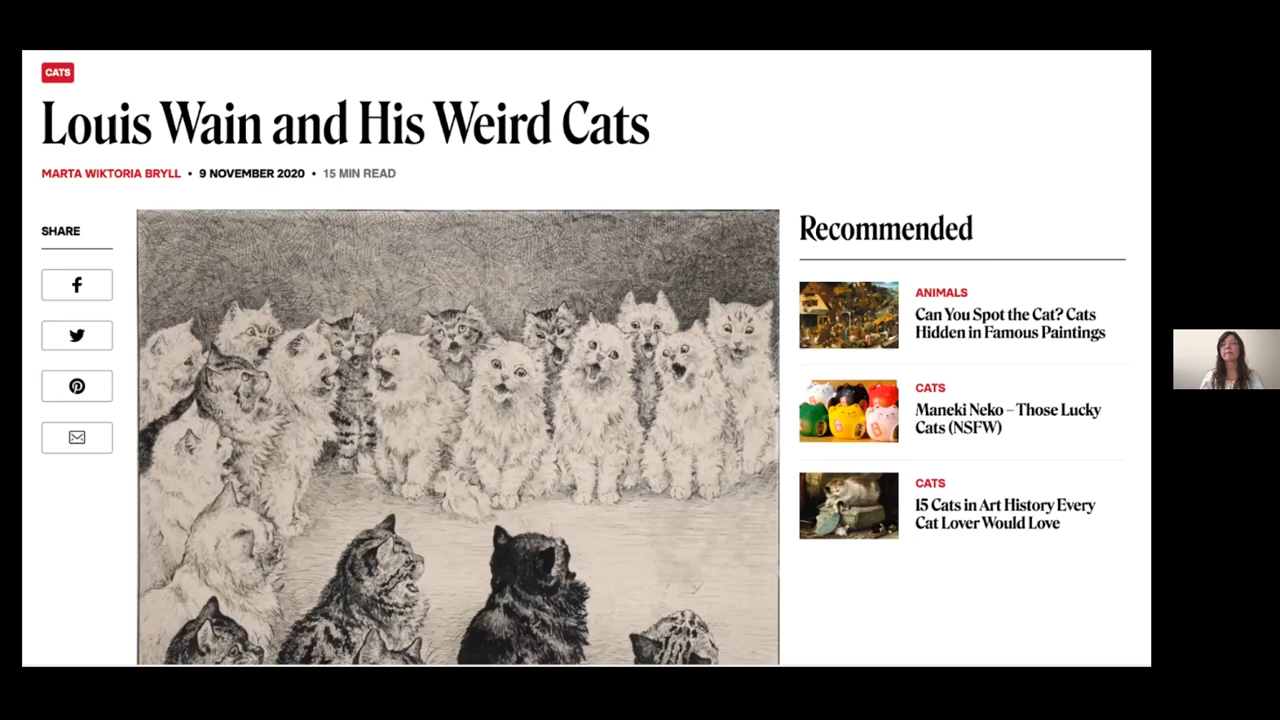 CATS
Louis Wain and His Weird Cats
MARTA WIKTORIA BRYLL • 9 NOVEMBER 2020 • 15 MIN READ
SHARE
Recommended
ANIMALS
Can You Spot the Cat? Cats
Hidden in Famous Paintings
CATS
Maneki Neko – Those Lucky
Cats (NSFW)
CATS
15 Cats in Art History Every
Cat Lover Would Love